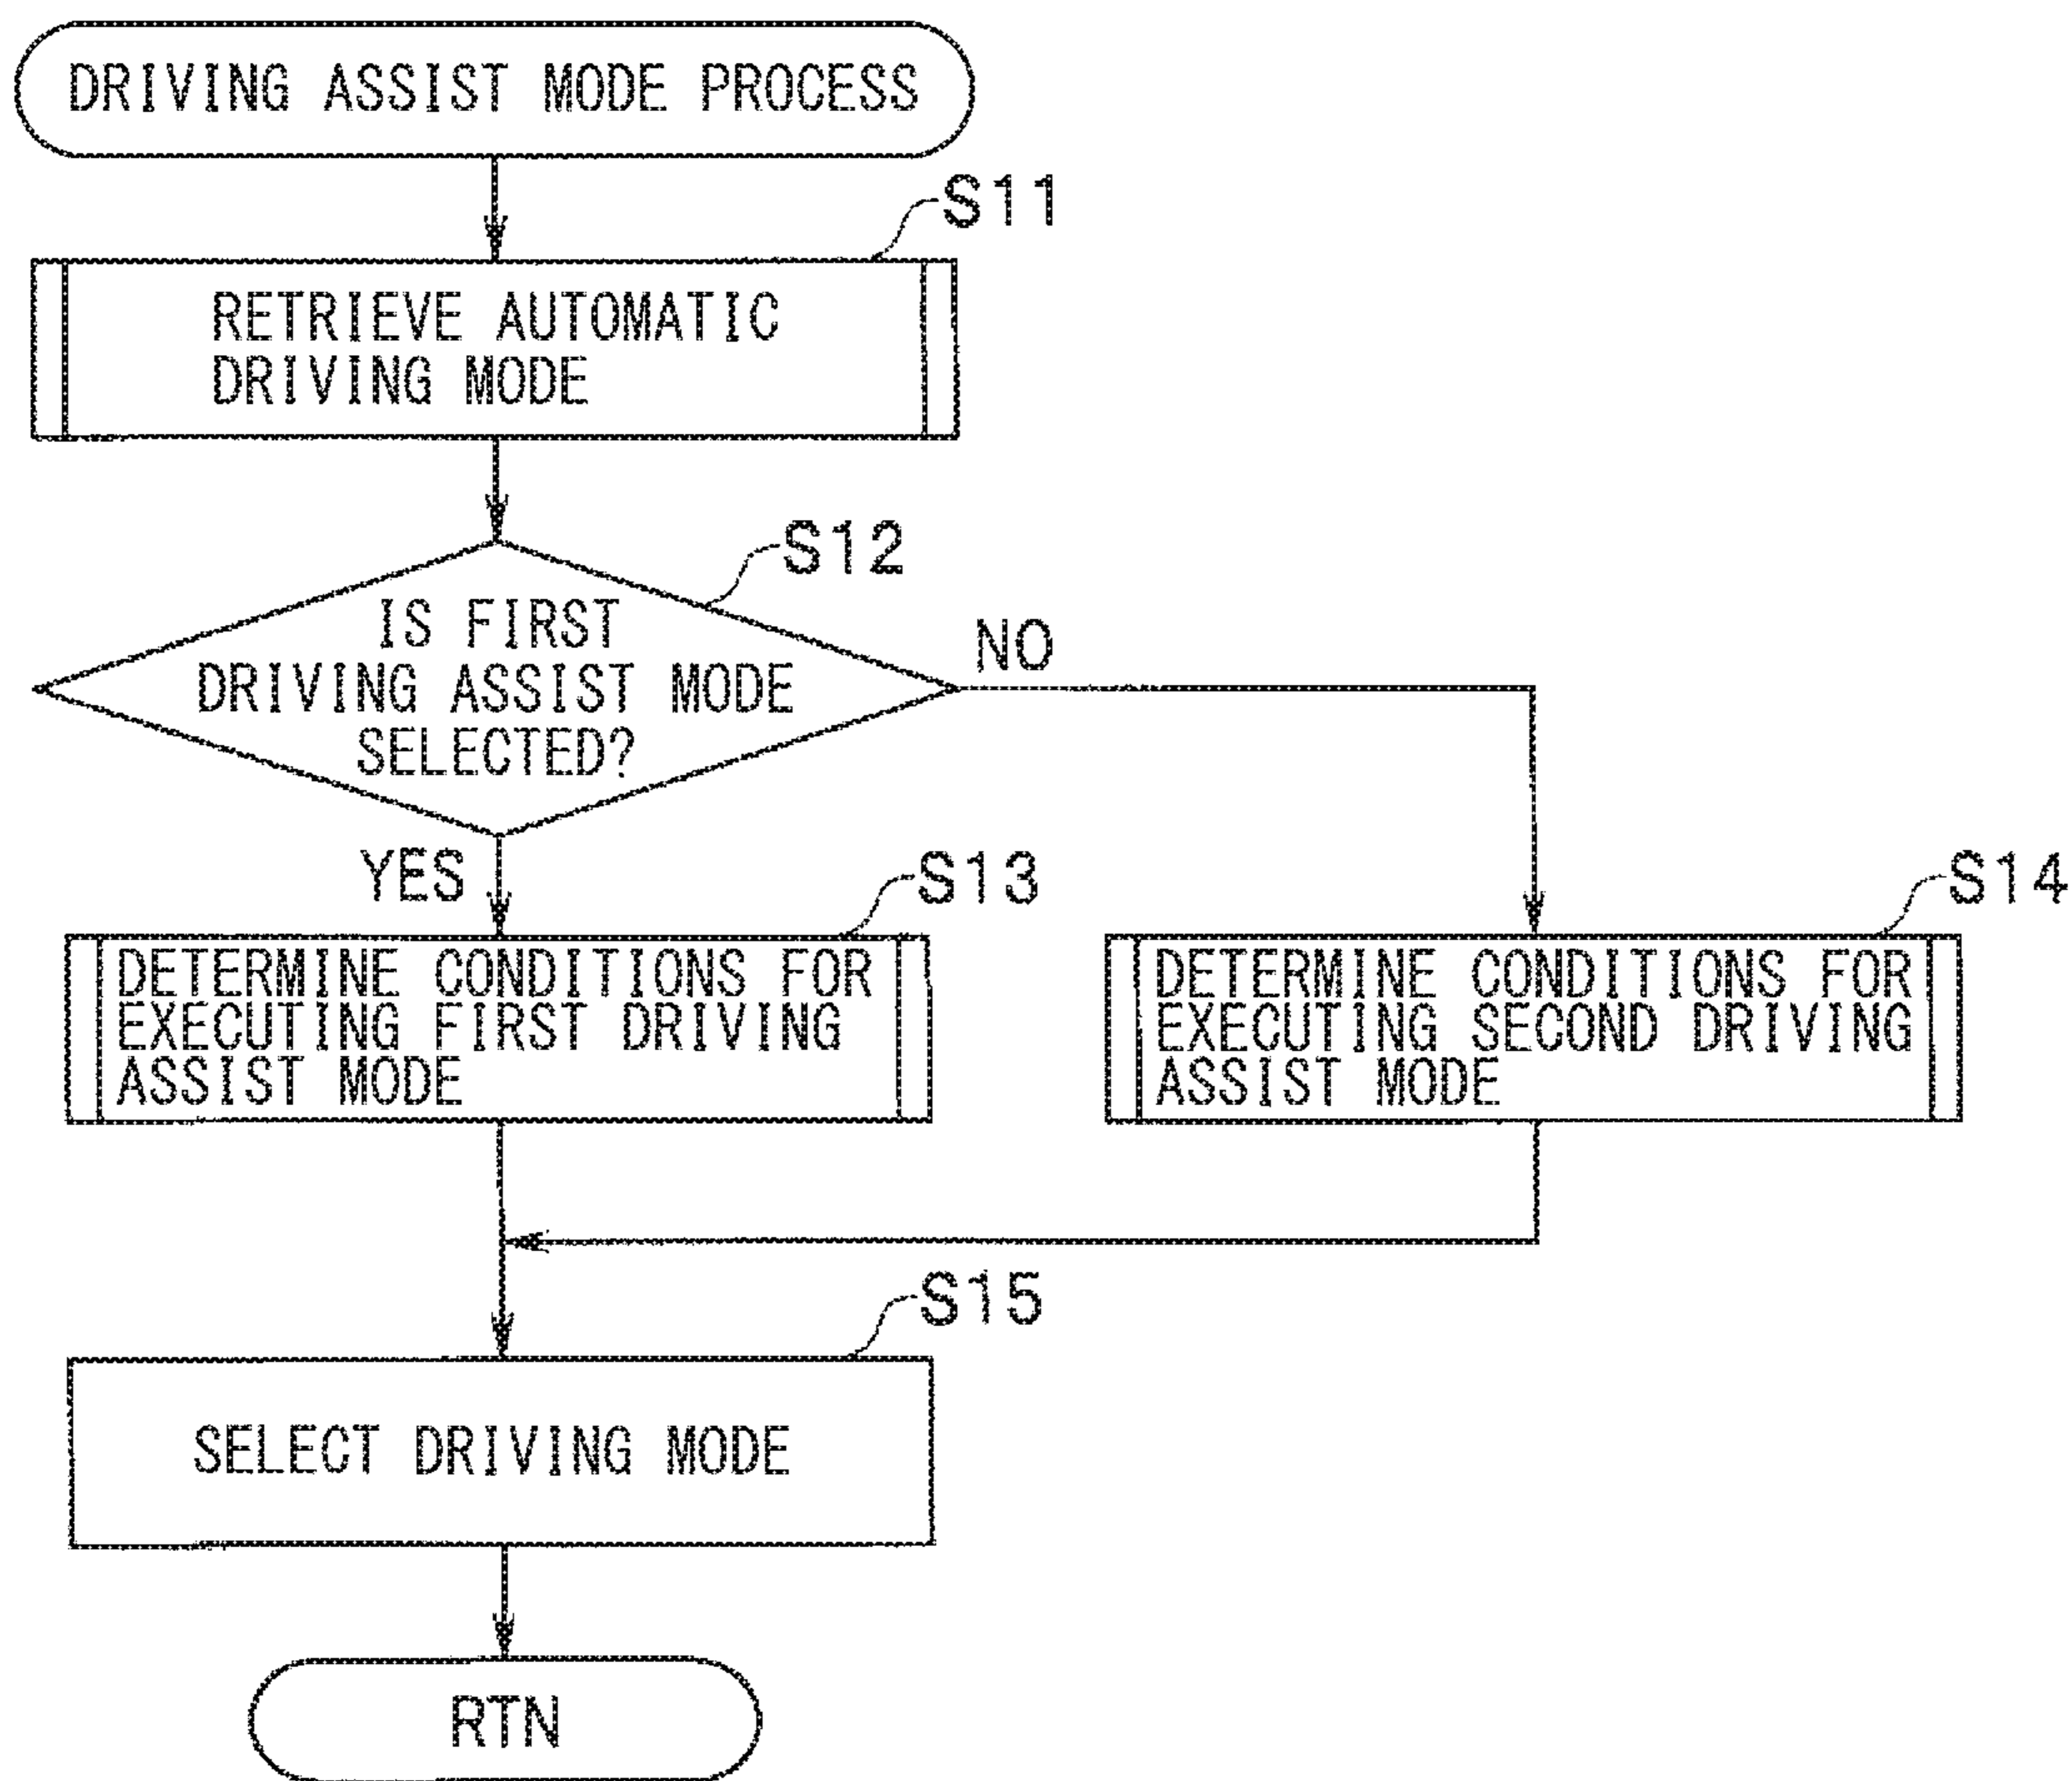 DRIVING ASSIST MODE PROCESS
S11
RETRIEVE AUTOMATIC
DRIVING MODE
S12
IS FIRST
DRIVING ASSIST MODE
SELECTED?
NO
YES
S13
DETERMINE CONDITIONS FOR
EXECUTING FIRST DRIVING
ASSIST MODE
S14
DETERMINE CONDITIONS FOR
EXECUTING SECOND DRIVING
ASSIST MODE
S15
SELECT DRIVING MODE
RTN